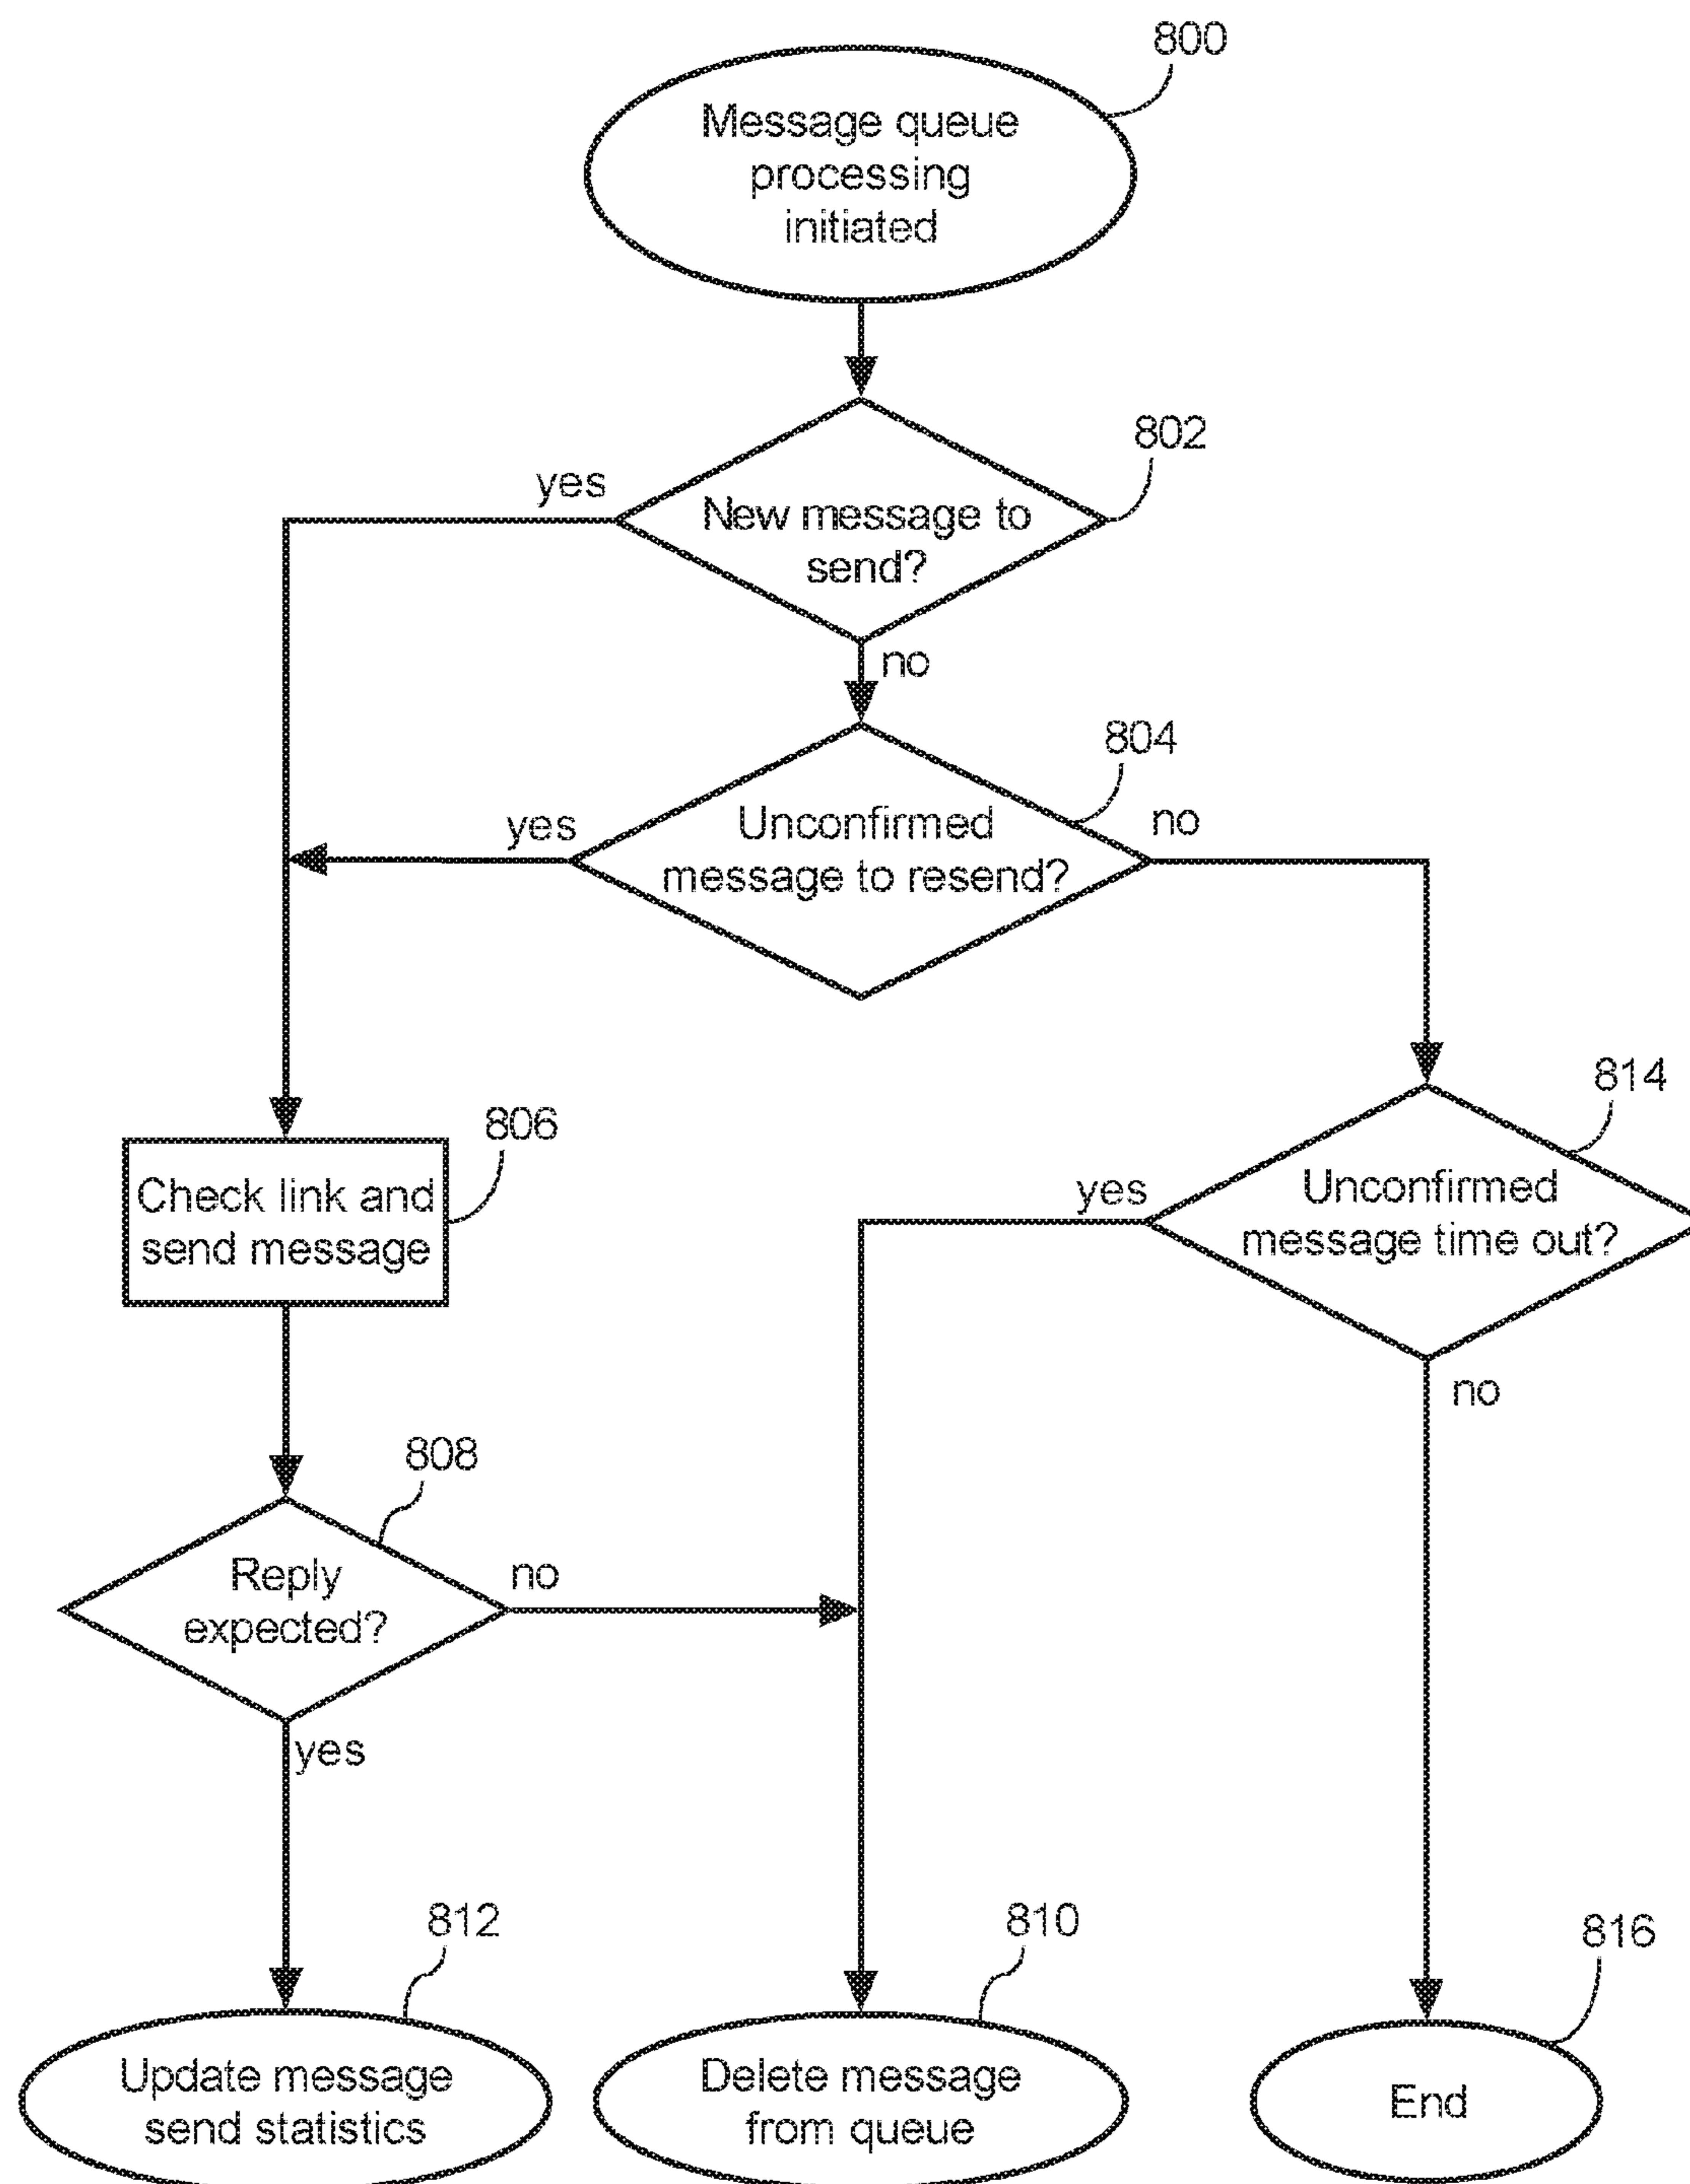 800
Message queue
processing
initiated
802
yes
New message to
send?
no
804
yes
Unconfirmed
message to resend?
no
814
806
Check link and
send message
yes
Unconfirmed
message time out?
no
808
Reply
expected?
no
yes
812
810
816
Update message
send statistics
Delete message
from queue
End